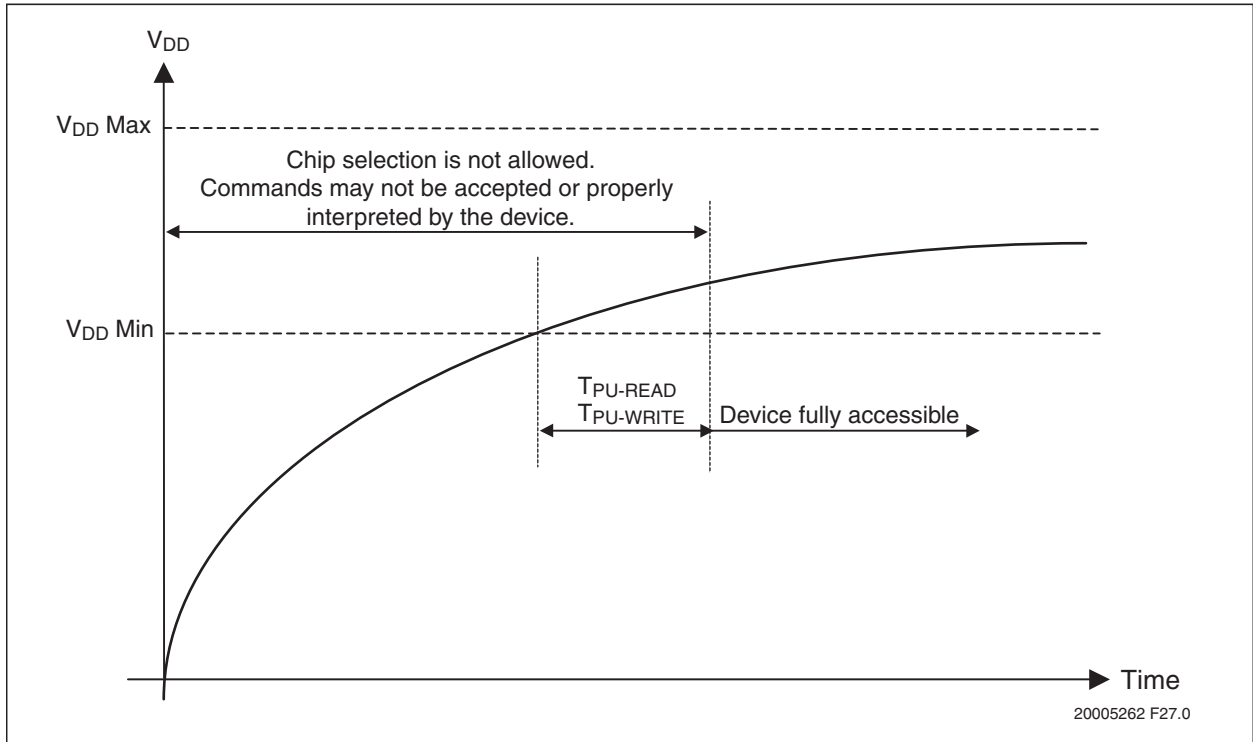 VDD
VDD Max
Chip selection is not allowed.
Commands may not be accepted or properly
interpreted by the device.
VDD Min
TPU-READ
TPU-WRITE
Device fully accessible
Time
20005262 F27.0